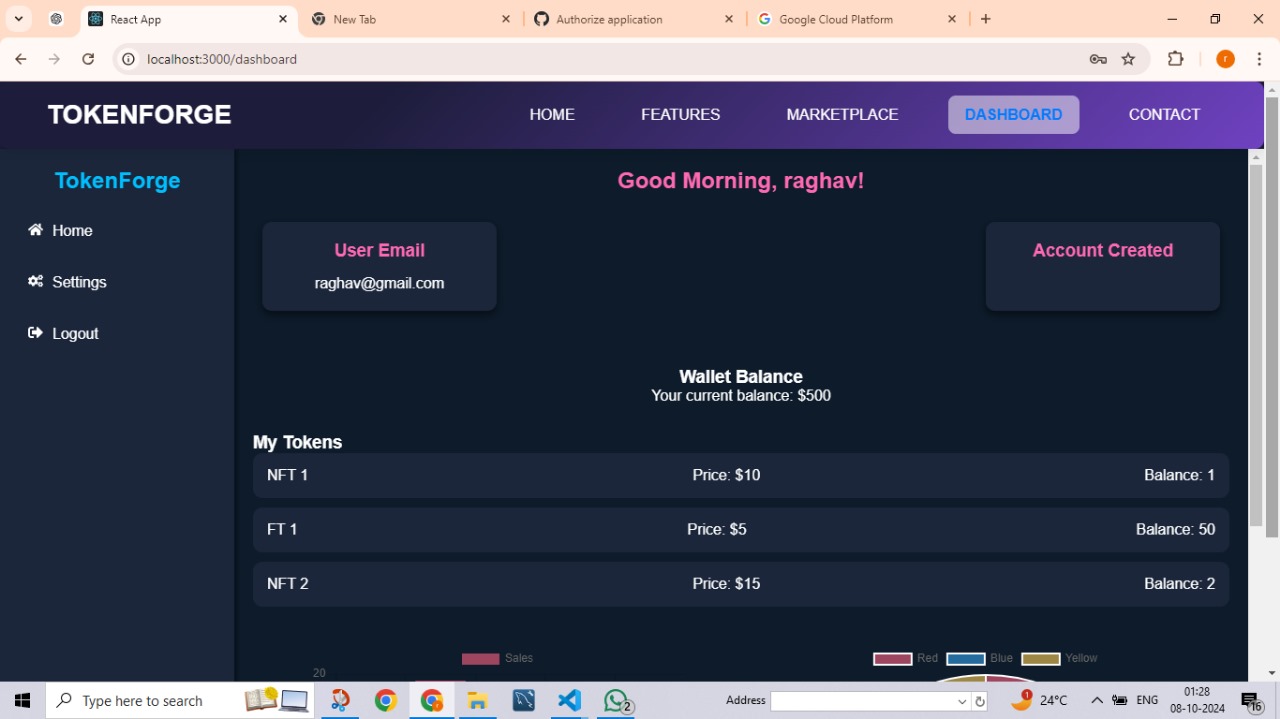 React App
New Tab
Authorize application
Google Cloud Platform
localhost:3000/dashboard
r
TOKENFORGE
HOME
FEATURES
MARKETPLACE
DASHBOARD
CONTACT
TokenForge
Home
Settings
Logout
Good Morning, raghav!
User Email
raghav@gmail.com
Account Created
Wallet Balance
Your current balance: $500
My Tokens
NFT 1 Price: $10 Balance: 1
FT 1 Price: $5 Balance: 50
NFT 2 Price: $15 Balance: 2
Sales
20
Red Blue Yellow
Type here to search
2
Address
1
24°C
ENG
01:28
08-10-2024
16